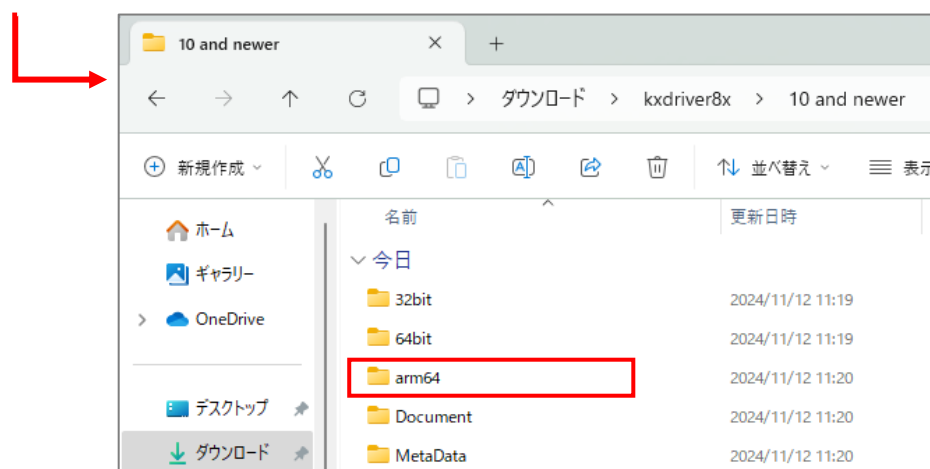 10 and newer
ダウンロード > kxdriver8x > 10 and newer
新規作成 並べ替え 表示
名前 更新日時
ホーム
今日
ギャラリー
32bit 2024/11/12 11:19
OneDrive
64bit 2024/11/12 11:19
arm64 2024/11/12 11:20
デスクトップ
Document 2024/11/12 11:20
ダウンロード
MetaData 2024/11/12 11:20